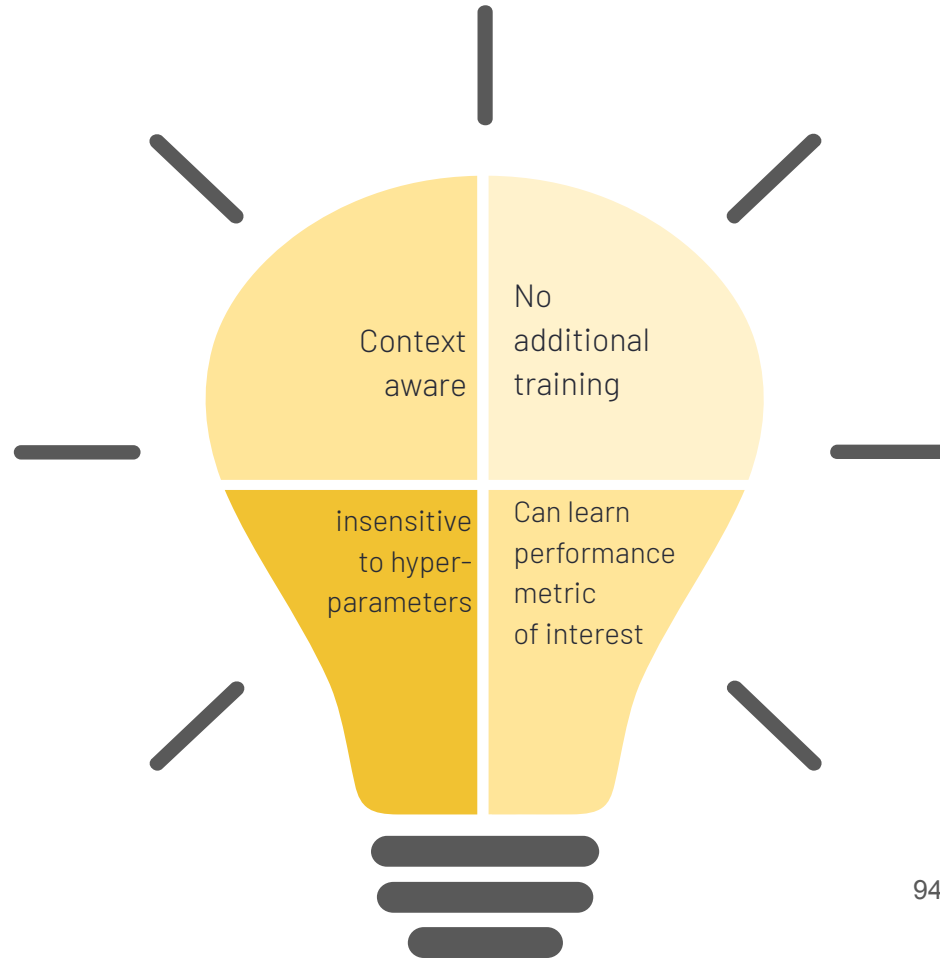 Context
aware
No
additional
training
insensitive
to hyper-
parameters
Can learn
performance
metric
of interest
94